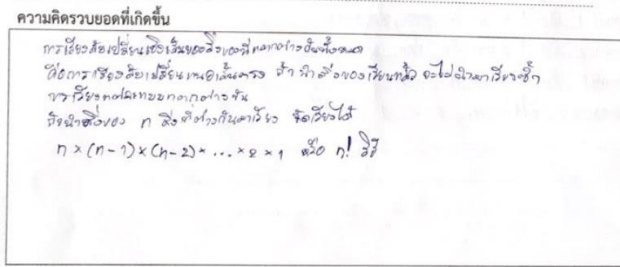 ความคิดรวบยอดที่เกิดขึ้น
การเรียงสับเปลี่ยนเชิงเส้นของสิ่งของที่แตกต่างกันทั้งหมด
คือการเรียงสับเปลี่ยนแนวเส้นตรง ถ้านำสิ่งของเรียนแล้ว จะไม่นำมาเรียงซ้ำ
การเรียงแต่ละแบบแตกต่างกัน
ถ้านำสิ่งของ n สิ่งที่ต่างกันมาเรียง จัดเรียงได้
n × (n-1) × (n-2) × ... × 2 × 1 หรือ n! วิธี